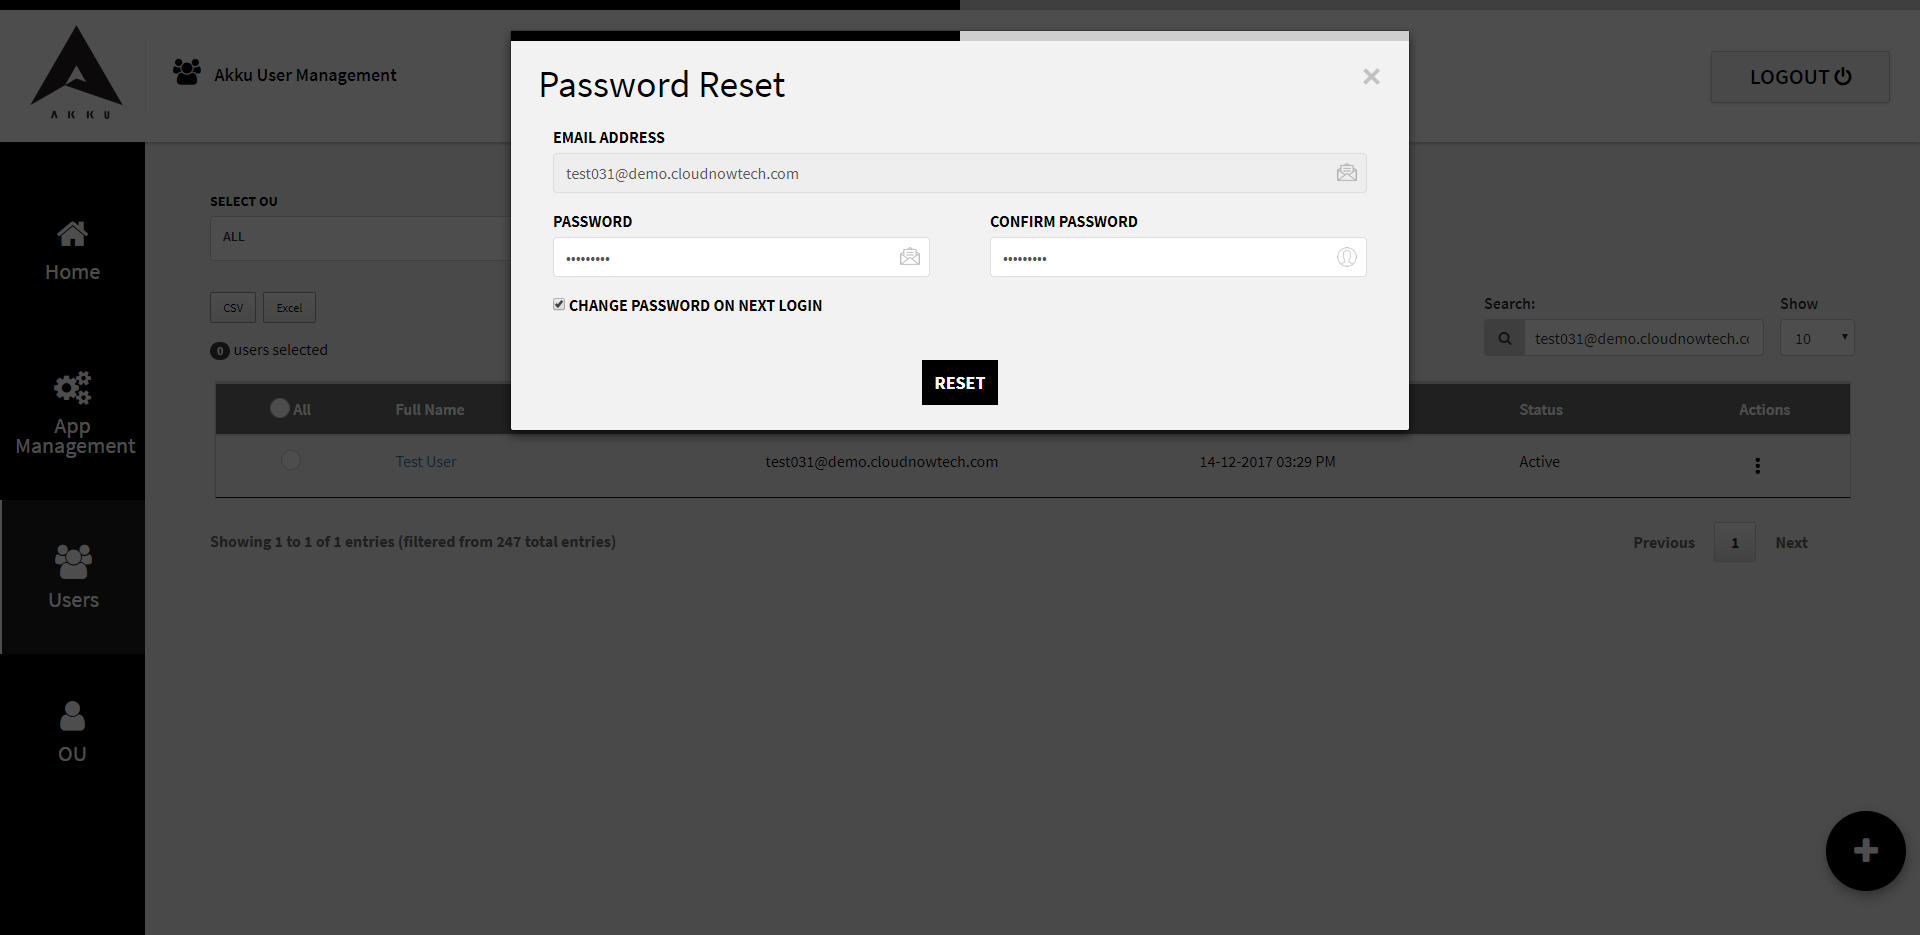 AKKU
Akku User Management
LOGOUT
Password Reset
×
EMAIL ADDRESS
test031@demo.cloudnowtech.com
PASSWORD
CONFIRM PASSWORD
•••••••••
•••••••••
CHANGE PASSWORD ON NEXT LOGIN
RESET
Home
App
Management
Users
OU
SELECT OU
ALL
CSV
Excel
0 users selected
Search:
test031@demo.cloudnowtech.c
Show
10
All
Full Name
Status
Actions
Test User
test031@demo.cloudnowtech.com
14-12-2017 03:29 PM
Active
Showing 1 to 1 of 1 entries (filtered from 247 total entries)
Previous
1
Next